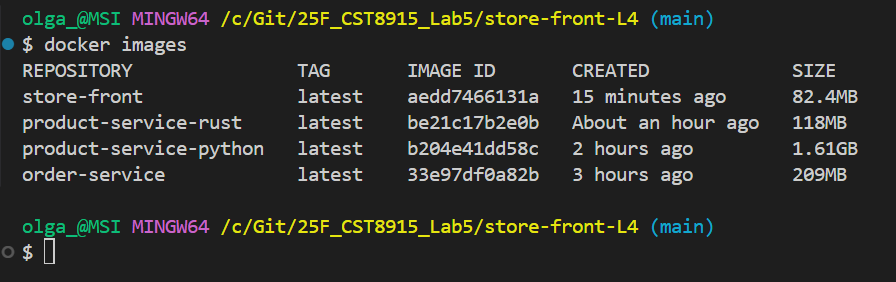 olga_@MSI MINGW64 /c/Git/25F_CST8915_Lab5/store-front-L4 (main)
$ docker images
REPOSITORY TAG IMAGE ID CREATED SIZE
store-front latest aedd7466131a 15 minutes ago 82.4MB
product-service-rust latest be21c17b2e0b About an hour ago 118MB
product-service-python latest b204e41dd58c 2 hours ago 1.61GB
order-service latest 33e97df0a82b 3 hours ago 209MB
olga_@MSI MINGW64 /c/Git/25F_CST8915_Lab5/store-front-L4 (main)
$